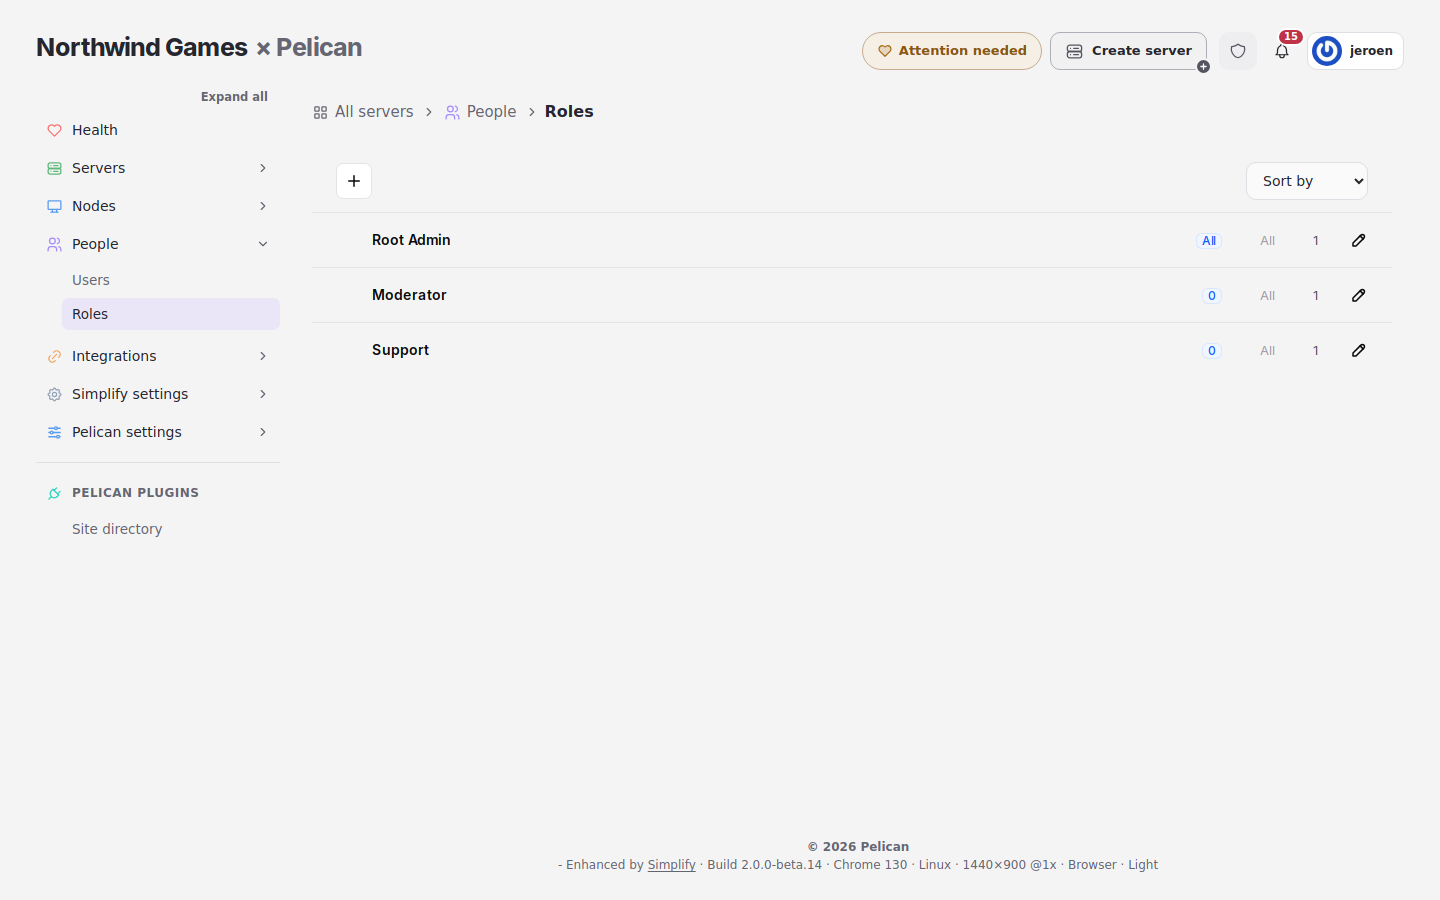 Northwind Games × Pelican
Attention needed
Create server
15
jeroen
Expand all
Health
Servers
Nodes
People
Users
Roles
Integrations
Simplify settings
Pelican settings
PELICAN PLUGINS
Site directory
All servers > People > Roles
Sort by
Root Admin All All 1
Moderator 0 All 1
Support 0 All 1
© 2026 Pelican
- Enhanced by Simplify · Build 2.0.0-beta.14 · Chrome 130 · Linux · 1440×900 @1x · Browser · Light